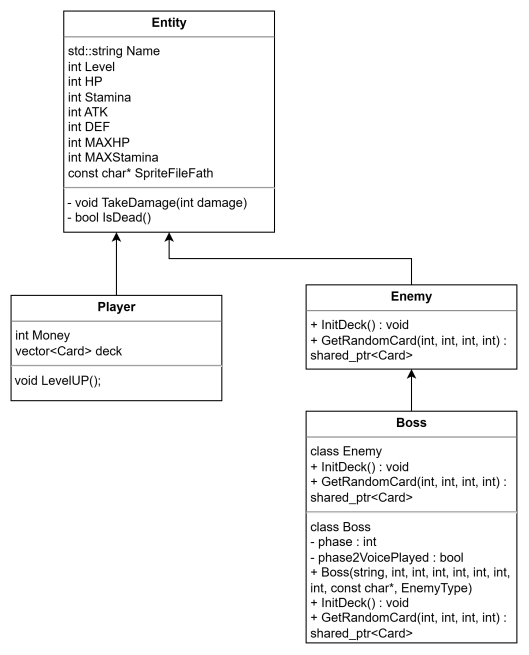 Entity
std::string Name
int Level
int HP
int Stamina
int ATK
int DEF
int MAXHP
int MAXStamina
const char* SpriteFileFath
- void TakeDamage(int damage)
- bool IsDead()
Player
int Money
vector<Card> deck
void LevelUP();
Enemy
+ InitDeck() : void
+ GetRandomCard(int, int, int, int) :
shared_ptr<Card>
Boss
class Enemy
+ InitDeck() : void
+ GetRandomCard(int, int, int, int) :
shared_ptr<Card>
class Boss
- phase : int
- phase2VoicePlayed : bool
+ Boss(string, int, int, int, int, int, int,
int, const char*, EnemyType)
+ InitDeck() : void
+ GetRandomCard(int, int, int, int) :
shared_ptr<Card>